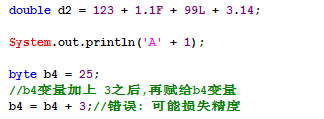 double d2 = 123 + 1.1F + 99L + 3.14;
System.out.println('A' + 1);
byte b4 = 25;
//b4变量加上 3之后,再赋给b4变量
b4 = b4 + 3;//错误: 可能损失精度